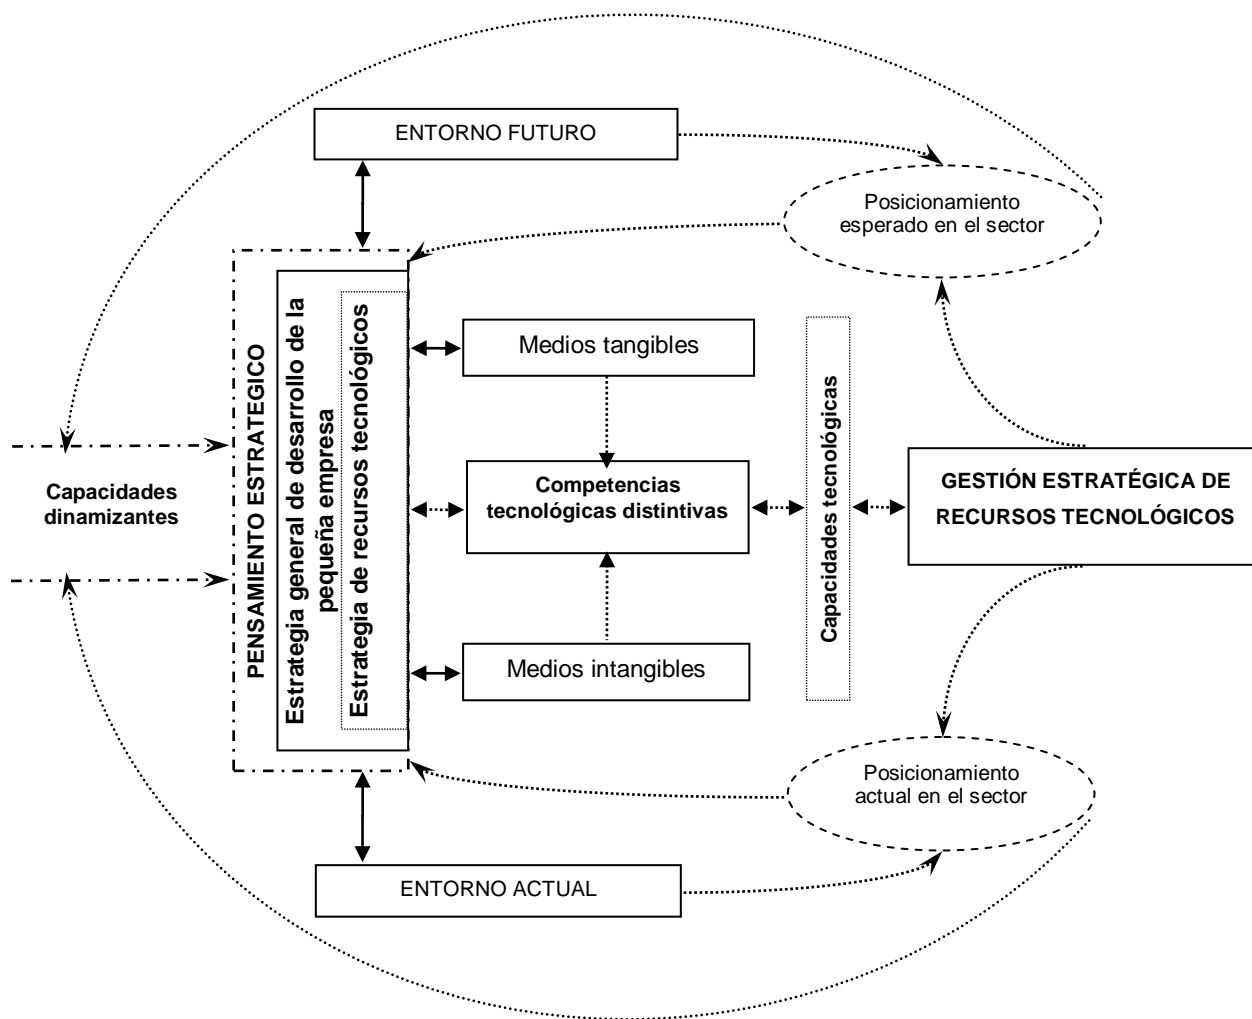 ENTORNO FUTURO
Posicionamiento
esperado en el sector
PENSAMIENTO ESTRATEGICO
Estrategia general de desarrollo de la
pequeña empresa
Estrategia de recursos tecnológicos
Medios tangibles
Capacidades
dinamizantes
Competencias
tecnológicas distintivas
Capacidades tecnológicas
GESTIÓN ESTRATÉGICA DE
RECURSOS TECNOLÓGICOS
Medios intangibles
Posicionamiento
actual en el sector
ENTORNO ACTUAL